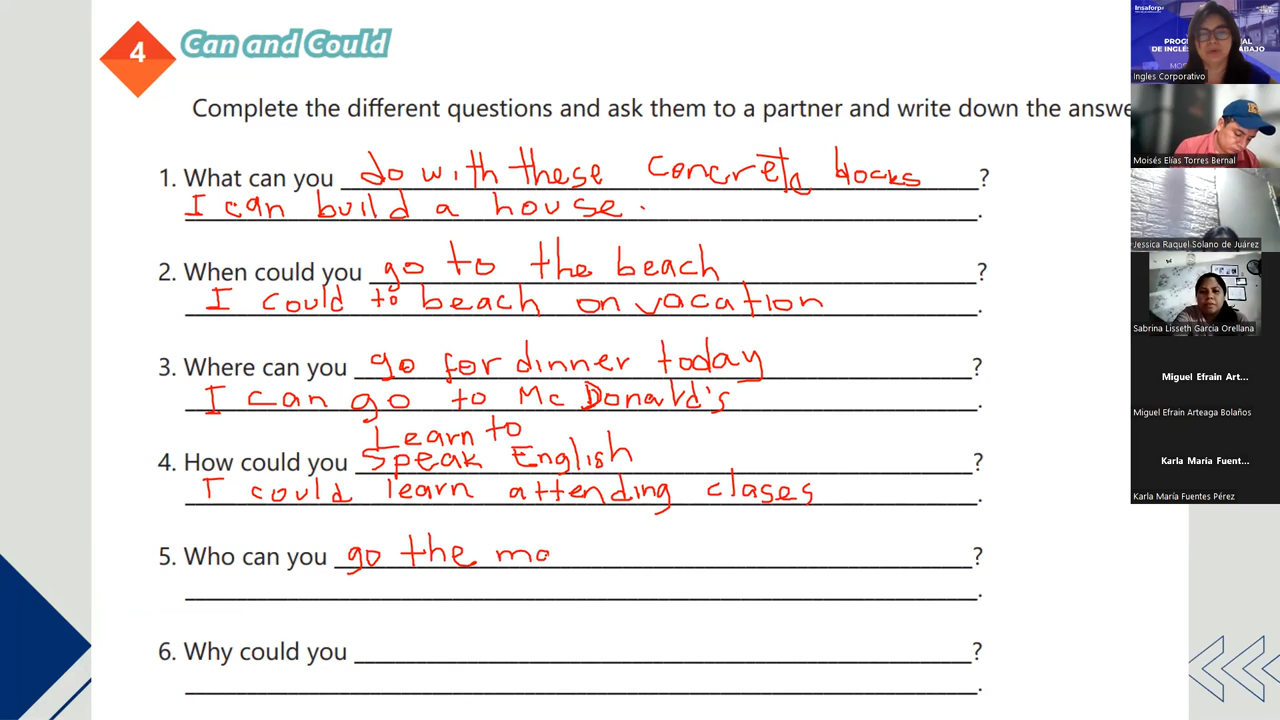 4
Can and Could
Complete the different questions and ask them to a partner and write down the answe
1. What can you do with these concrete blocks ?
I can build a house.
2. When could you go to the beach ?
I could to beach on vacation .
3. Where can you go for dinner today ?
I can go to McDonald's .
Learn to
4. How could you Speak English ?
I could learn attending clases .
5. Who can you go the mo ?
.
6. Why could you ?
.
Insaforp
Ingles Corporativo
Moisés Elías Torres Bernal
Jessica Raquel Solano de Juárez
Sabrina Lisseth Garcia Orellana
Miguel Efrain Art...
Miguel Efrain Arteaga Bolaños
Karla María Fuent...
Karla María Fuentes Pérez